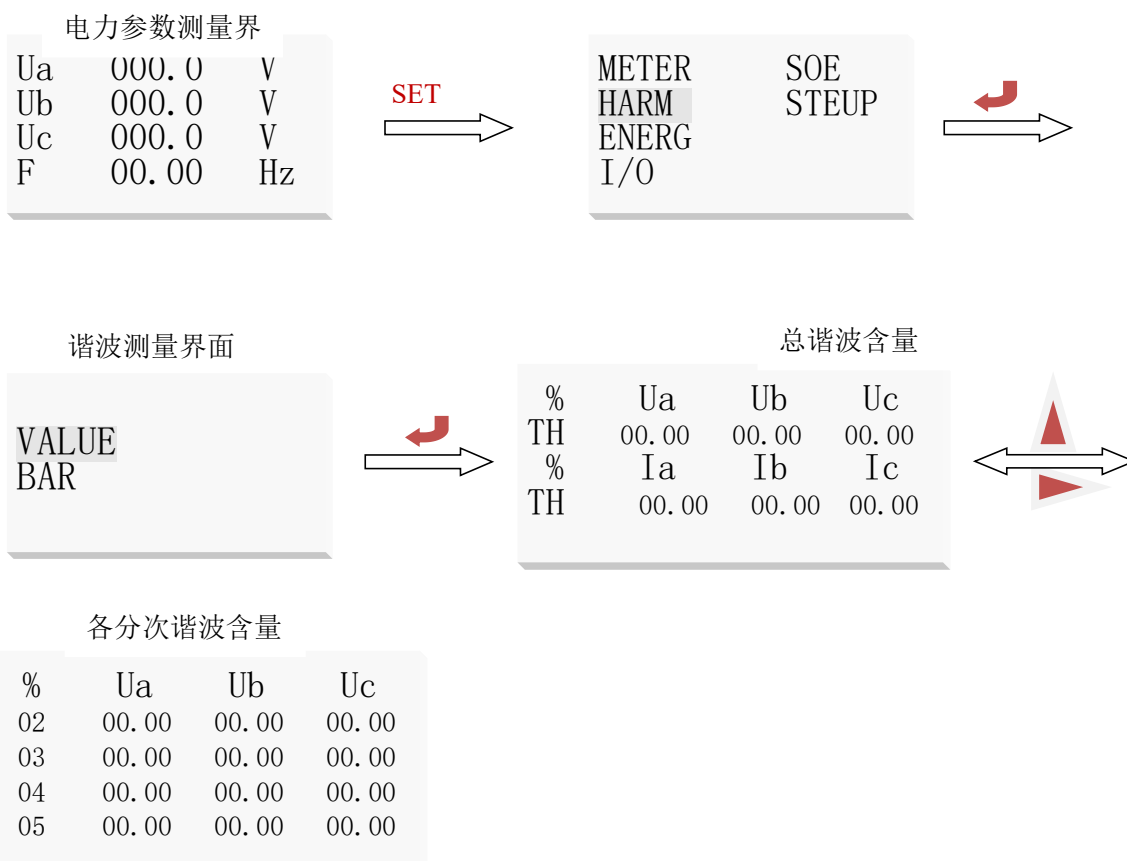 电力参数测量界
Ua 000.0 V
Ub 000.0 V
Uc 000.0 V
F 00.00 Hz
SET
METER SOE
HARM STEUP
ENERG
I/O
谐波测量界面
VALUE
BAR
总谐波含量
% Ua Ub Uc
TH 00.00 00.00 00.00
% Ia Ib Ic
TH 00.00 00.00 00.00
各分次谐波含量
% Ua Ub Uc
02 00.00 00.00 00.00
03 00.00 00.00 00.00
04 00.00 00.00 00.00
05 00.00 00.00 00.00